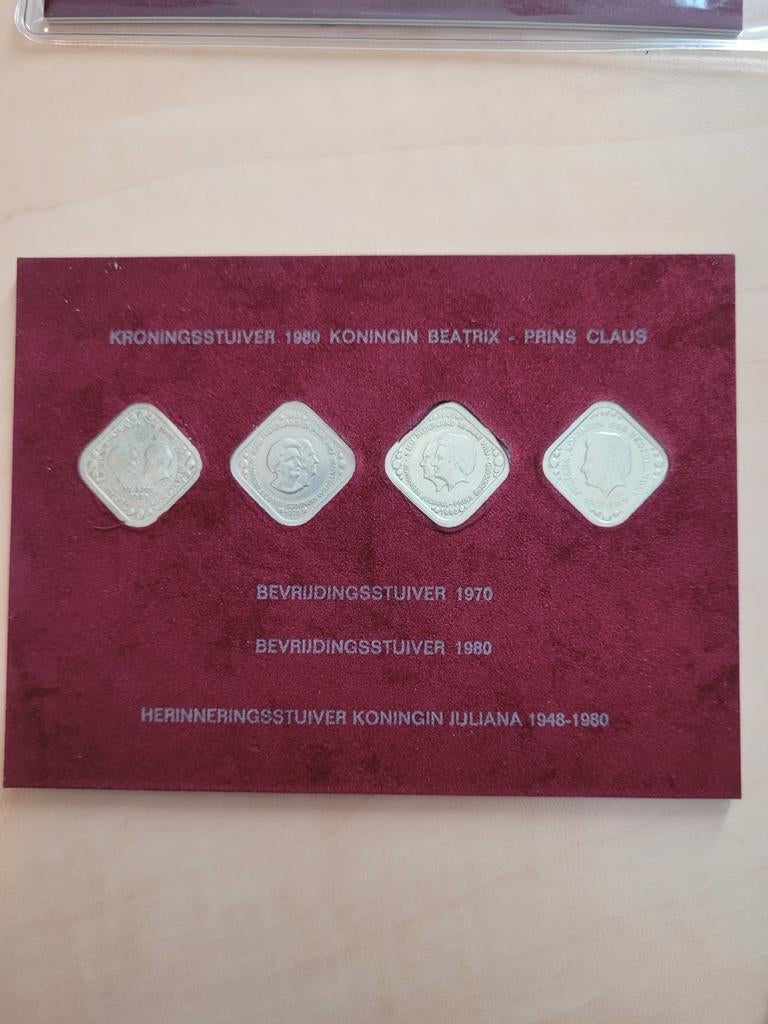 KRONINGSSTUIVER 1980 KONINGIN BEATRIX - PRINS CLAUS
BEVRIJDINGSSTUIVER 1970
BEVRIJDINGSSTUIVER 1980
HERINNERINGSSTUIVER KONINGIN JULIANA 1948-1980